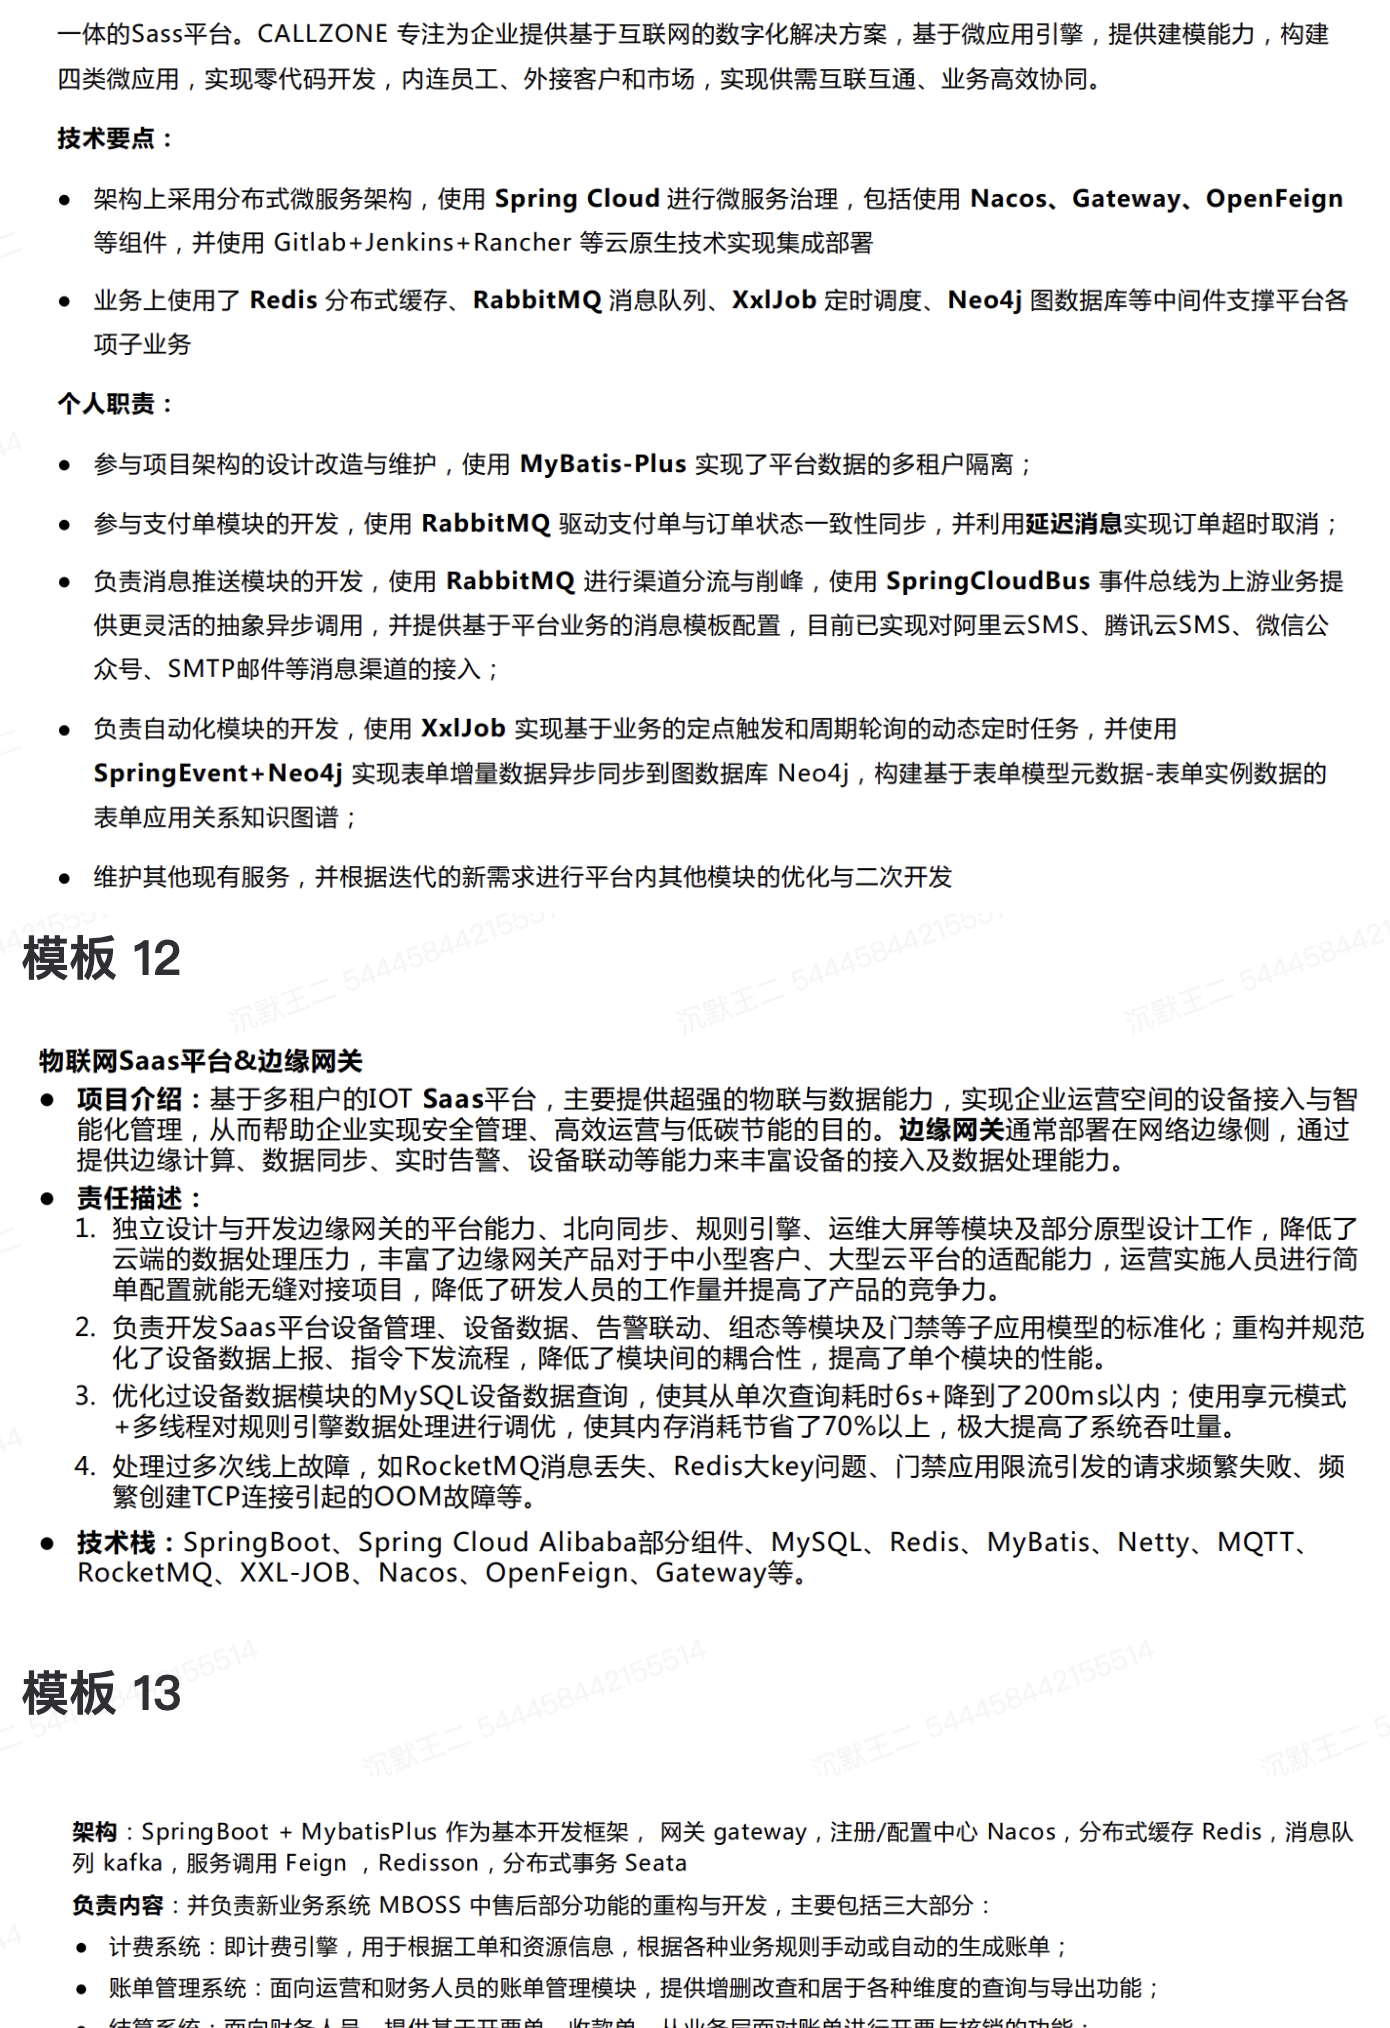 一体的Sass平台。CALLZONE 专注为企业提供基于互联网的数字化解决方案，基于微应用引擎，提供建模能力，构建
四类微应用，实现零代码开发，内连员工、外接客户和市场，实现供需互联互通、业务高效协同。
技术要点：
● 架构上采用分布式微服务架构，使用 Spring Cloud 进行微服务治理，包括使用 Nacos、Gateway、OpenFeign
等组件，并使用 Gitlab+Jenkins+Rancher 等云原生技术实现集成部署
● 业务上使用了 Redis 分布式缓存、RabbitMQ 消息队列、XxlJob 定时调度、Neo4j 图数据库等中间件支撑平台各
项子业务
个人职责：
● 参与项目架构的设计改造与维护，使用 MyBatis-Plus 实现了平台数据的多租户隔离；
● 参与支付单模块的开发，使用 RabbitMQ 驱动支付单与订单状态一致性同步，并利用延迟消息实现订单超时取消；
● 负责消息推送模块的开发，使用 RabbitMQ 进行渠道分流与削峰，使用 SpringCloudBus 事件总线为上游业务提
供更灵活的抽象异步调用，并提供基于平台业务的消息模板配置，目前已实现对阿里云SMS、腾讯云SMS、微信公
众号、SMTP邮件等消息渠道的接入；
● 负责自动化模块的开发，使用 XxlJob 实现基于业务的定点触发和周期轮询的动态定时任务，并使用
SpringEvent+Neo4j 实现表单增量数据异步同步到图数据库 Neo4j，构建基于表单模型元数据-表单实例数据的
表单应用关系知识图谱；
● 维护其他现有服务，并根据迭代的新需求进行平台内其他模块的优化与二次开发
模板 12
沉默王二 544458442155514
沉默王二 544458442155514
沉默王二 5444584421
物联网Saas平台&边缘网关
● 项目介绍：基于多租户的IOT Saas平台，主要提供超强的物联与数据能力，实现企业运营空间的设备接入与智
能化管理，从而帮助企业实现安全管理、高效运营与低碳节能的目的。边缘网关通常部署在网络边缘侧，通过
提供边缘计算、数据同步、实时告警、设备联动等能力来丰富设备的接入及数据处理能力。
● 责任描述：
1. 独立设计与开发边缘网关的平台能力、北向同步、规则引擎、运维大屏等模块及部分原型设计工作，降低了
云端的数据处理压力，丰富了边缘网关产品对于中小型客户、大型云平台的适配能力，运营实施人员进行简
单配置就能无缝对接项目，降低了研发人员的工作量并提高了产品的竞争力。
2. 负责开发Saas平台设备管理、设备数据、告警联动、组态等模块及门禁等子应用模型的标准化；重构并规范
化了设备数据上报、指令下发流程，降低了模块间的耦合性，提高了单个模块的性能。
3. 优化过设备数据模块的MySQL设备数据查询，使其从单次查询耗时6s+降到了200ms以内；使用享元模式
+多线程对规则引擎数据处理进行调优，使其内存消耗节省了70%以上，极大提高了系统吞吐量。
4. 处理过多次线上故障，如RocketMQ消息丢失、Redis大key问题、门禁应用限流引发的请求频繁失败、频
繁创建TCP连接引起的OOM故障等。
● 技术栈：SpringBoot、Spring Cloud Alibaba部分组件、MySQL、Redis、MyBatis、Netty、MQTT、
RocketMQ、XXL-JOB、Nacos、OpenFeign、Gateway等。
模板 13
沉默王二 544458442155514
沉默王二 544458442155514
架构：SpringBoot + MybatisPlus 作为基本开发框架， 网关 gateway，注册/配置中心 Nacos，分布式缓存 Redis，消息队
列 kafka，服务调用 Feign ，Redisson，分布式事务 Seata
负责内容：并负责新业务系统 MBOSS 中售后部分功能的重构与开发，主要包括三大部分：
● 计费系统：即计费引擎，用于根据工单和资源信息，根据各种业务规则手动或自动的生成账单；
● 账单管理系统：面向运营和财务人员的账单管理模块，提供增删改查和居于各种维度的查询与导出功能；
● 结算系统：面向财务人员，提供基于开票单、收款单，从业务层面对账单进行开票与核销的功能；